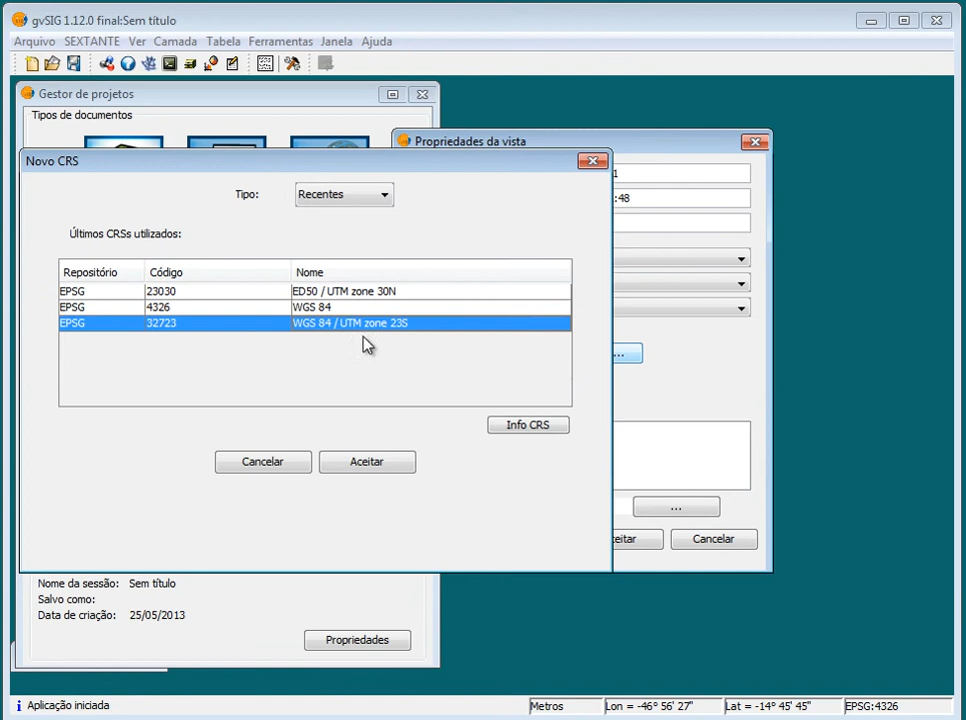 gvSIG 1.12.0 final:Sem título
Arquivo SEXTANTE Ver Camada Tabela Ferramentas Janela Ajuda
Gestor de projetos
Tipos de documentos
Propriedades da vista
Novo CRS
1
Tipo: Recentes
:48
Últimos CRSs utilizados:
Repositório Código Nome
EPSG 23030 ED50 / UTM zone 30N
EPSG 4326 WGS 84
EPSG 32723 WGS 84 / UTM zone 23S
...
Info CRS
Cancelar Aceitar
...
eitar Cancelar
Nome da sessão: Sem título
Salvo como:
Data de criação: 25/05/2013
Propriedades
Aplicação iniciada Metros Lon = -46° 56' 27" Lat = -14° 45' 45" EPSG:4326